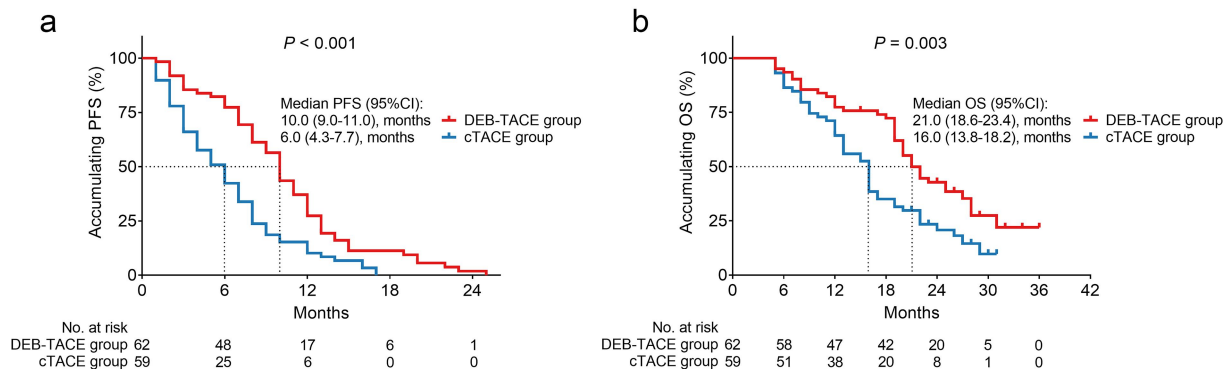 a
P < 0.001
Accumulating PFS (%)
100
75
50
25
0
Median PFS (95%CI):
10.0 (9.0-11.0), months DEB-TACE group
6.0 (4.3-7.7), months cTACE group
0 6 12 18 24
Months
No. at risk
DEB-TACE group 62 48 17 6 1
cTACE group 59 25 6 0 0
b
P = 0.003
Accumulating OS (%)
100
75
50
25
0
Median OS (95%CI):
21.0 (18.6-23.4), months DEB-TACE group
16.0 (13.8-18.2), months cTACE group
0 6 12 18 24 30 36 42
Months
No. at risk
DEB-TACE group 62 58 47 42 20 5 0
cTACE group 59 51 38 20 8 1 0